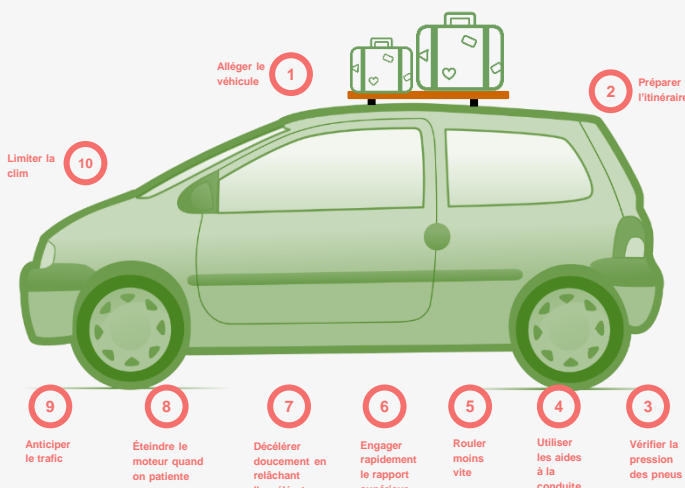 1
Alléger le
véhicule
2
Préparer
l'itinéraire
10
Limiter la
clim
9
Anticiper
le trafic
8
Éteindre le
moteur quand
on patiente
7
Décélérer
doucement en
relâchant
6
Engager
rapidement
le rapport
5
Rouler
moins
vite
4
Utiliser
les aides
à la
conduite
3
Vérifier la
pression
des pneus